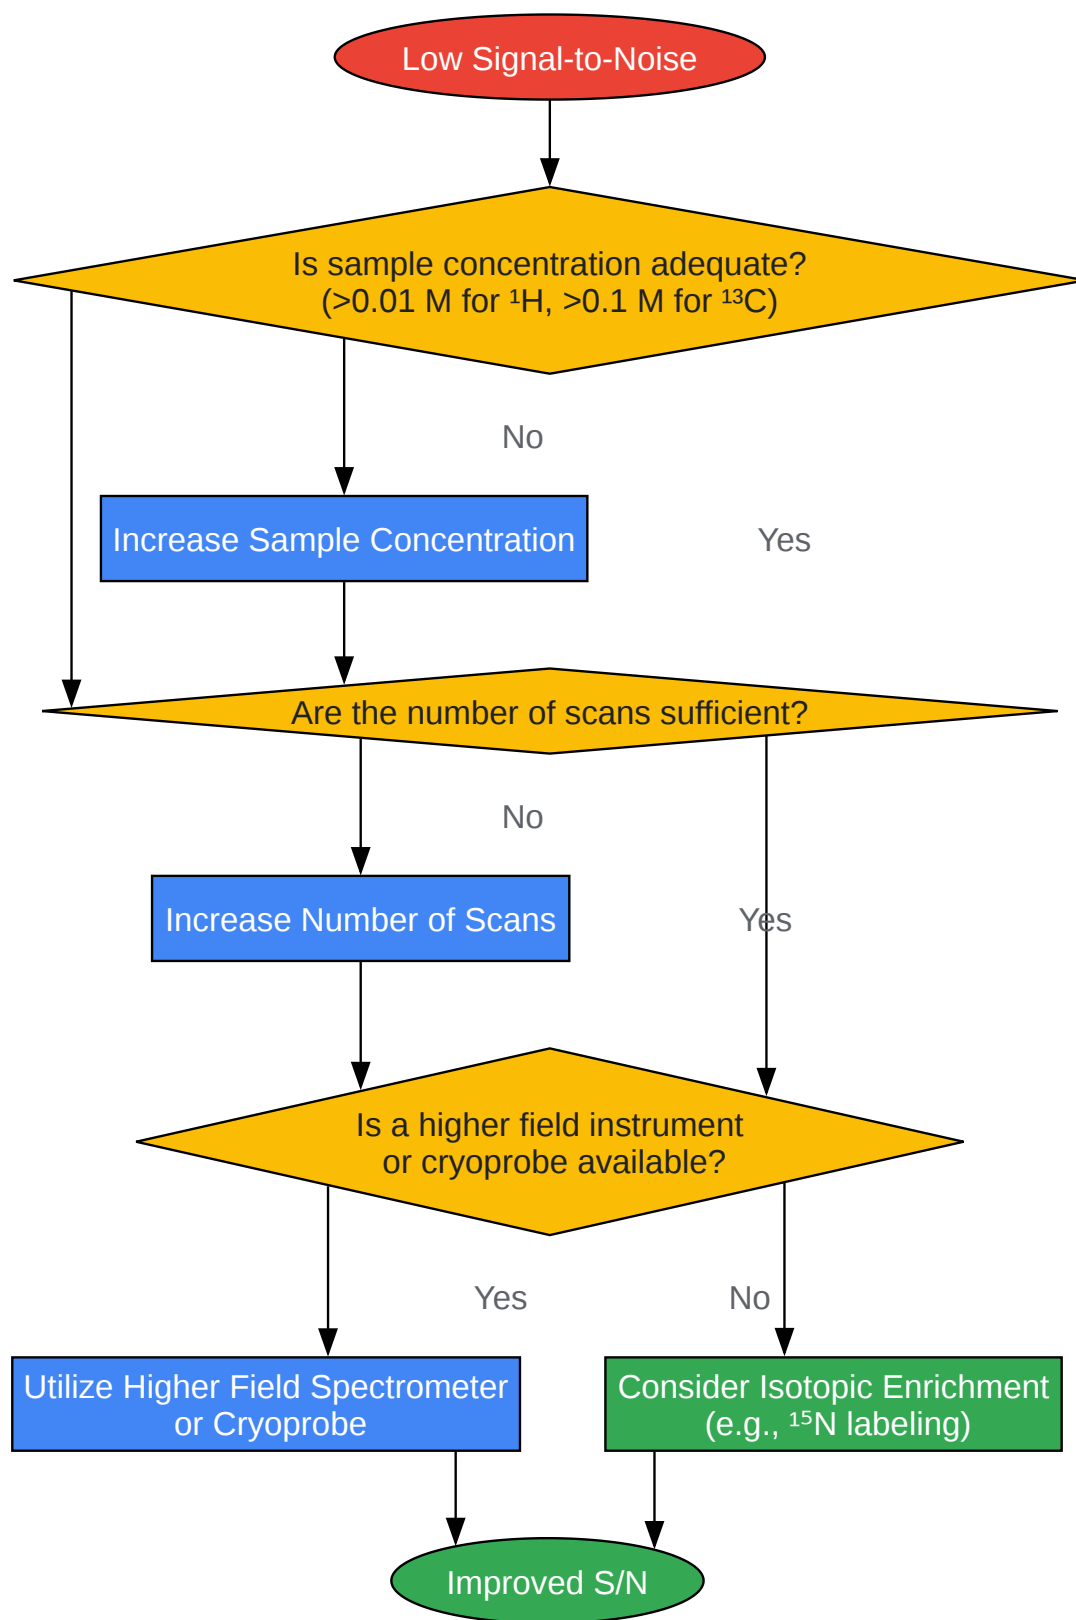 Low Signal-to-Noise
Is sample concentration adequate?
(>0.01 M for ¹H, >0.1 M for ¹³C)
No
Increase Sample Concentration
Yes
Are the number of scans sufficient?
No
Increase Number of Scans
Yes
Is a higher field instrument
or cryoprobe available?
Yes
No
Utilize Higher Field Spectrometer
or Cryoprobe
Consider Isotopic Enrichment
(e.g., ¹⁵N labeling)
Improved S/N